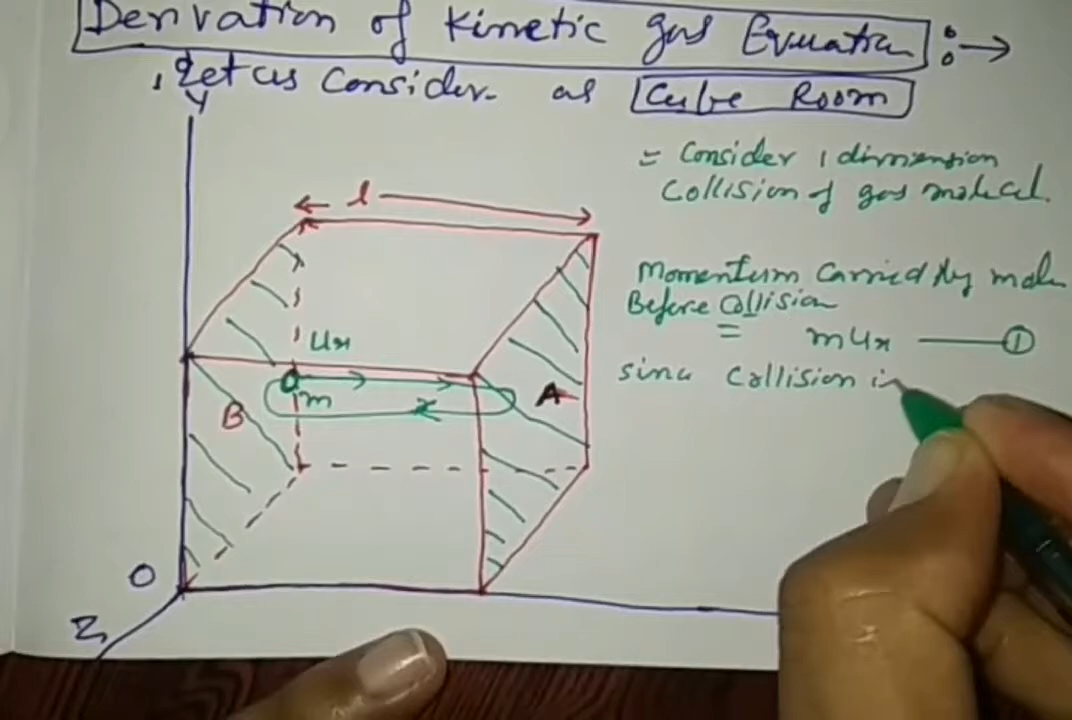 Derivation of Kinetic gas Equation :→
Let us Consider as Cube Room
Y
= Consider 1 dimension
Collision of gas molecul.
l
Momentum Carried by mole
Before Collision
= mux — ①
Ux
since Collision in
m
x
A
B
O
Z